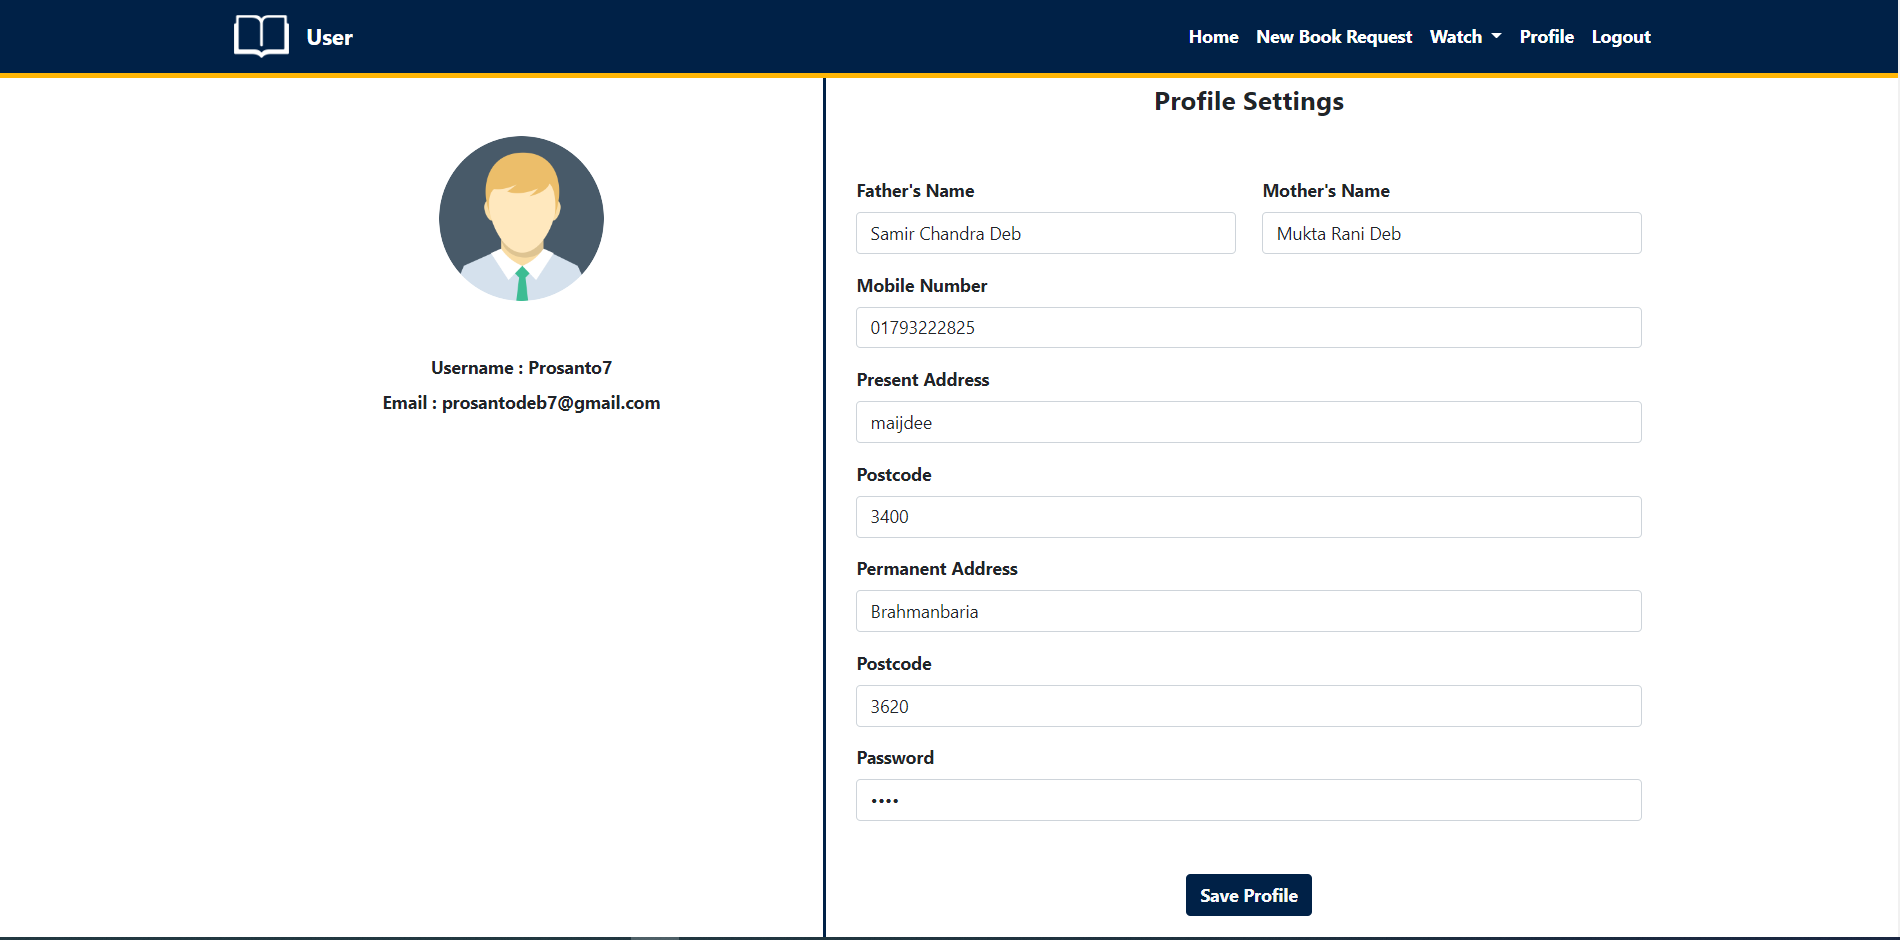 User
Home New Book Request Watch Profile Logout
Username : Prosanto7
Email : prosantodeb7@gmail.com
Profile Settings
Father's Name Mother's Name
Samir Chandra Deb Mukta Rani Deb
Mobile Number
01793222825
Present Address
maijdee
Postcode
3400
Permanent Address
Brahmanbaria
Postcode
3620
Password
••••
Save Profile